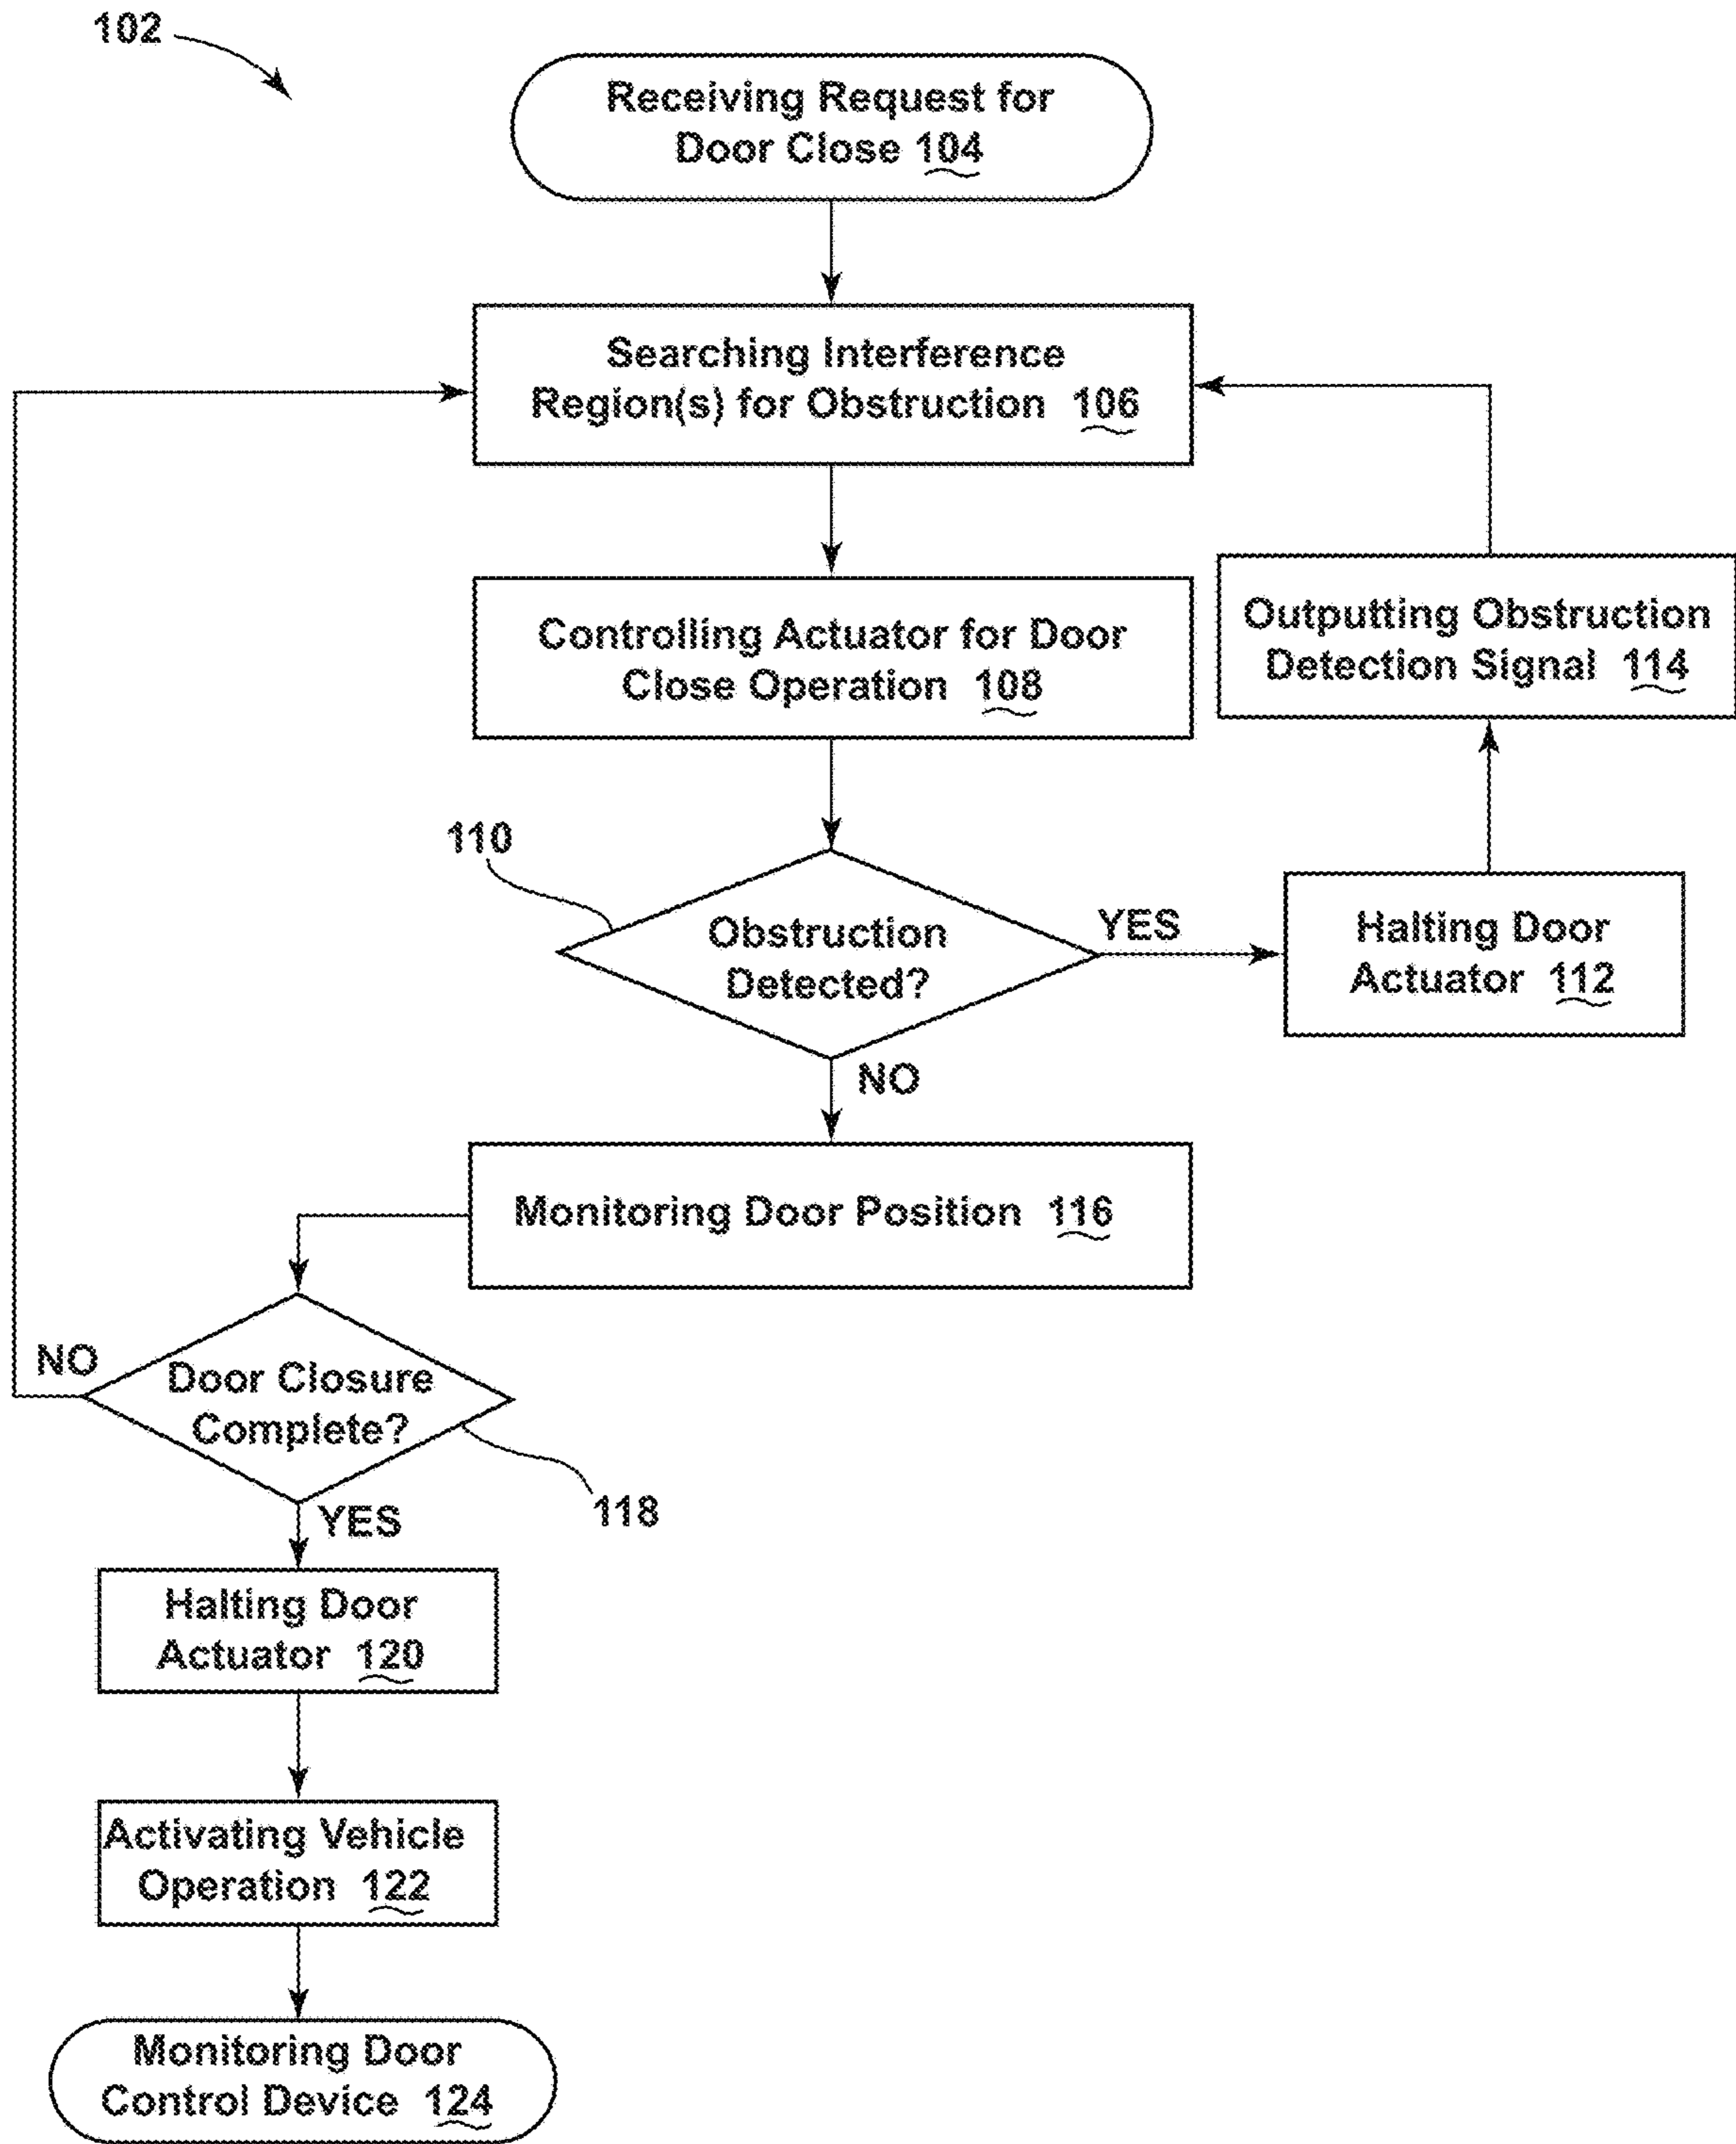 102
Receiving Request for
Door Close 104
Searching Interference
Region(s) for Obstruction 106
Controlling Actuator for Door
Close Operation 108
Outputting Obstruction
Detection Signal 114
110
Obstruction
Detected?
YES
Halting Door
Actuator 112
NO
Monitoring Door Position 116
NO
Door Closure
Complete?
118
YES
Halting Door
Actuator 120
Activating Vehicle
Operation 122
Monitoring Door
Control Device 124